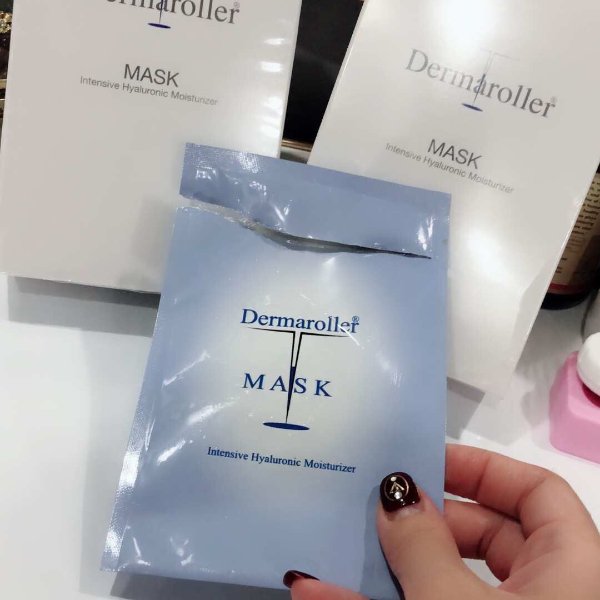 Dermaroller
MASK
Intensive Hyaluronic Moisturizer
Dermaroller®
MASK
Intensive Hyaluronic Moisturizer
Dermaroller®
MASK
Intensive Hyaluronic Moisturizer